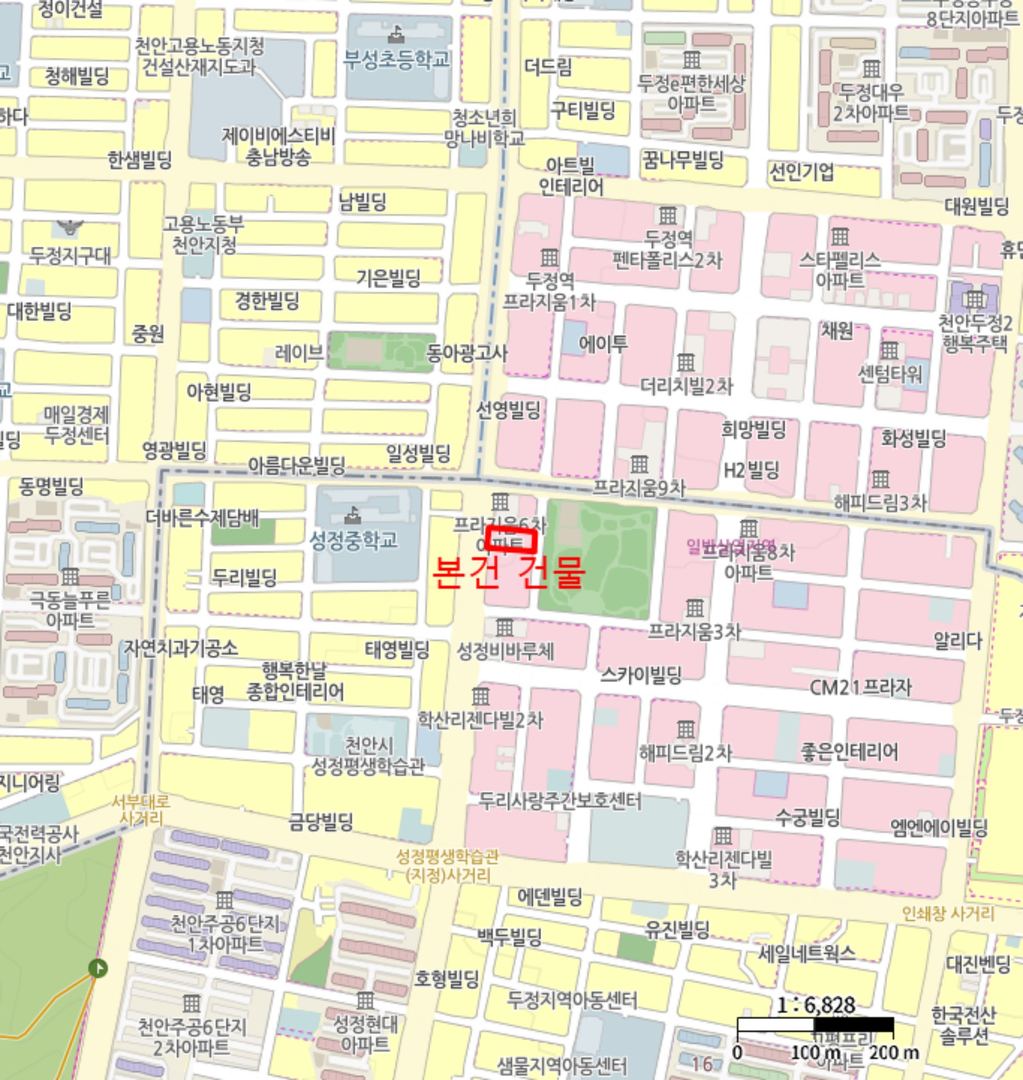 정이건설
두정공무원
8단지아파트
천안고용노동지청
건설산재지도과
부성초등학교
더드림
두정e편한세상
아파트
두정대우
2차아파트
청해빌딩
구티빌딩
하다
제이비에스티비
충남방송
청소년희
망나비학교
한샘빌딩
아트빌
인테리어
꿈나무빌딩
선인기업
남빌딩
대원빌딩
고용노동부
천안지청
두정지구대
두정역
펜타폴리스2차
스타펠리스
아파트
기은빌딩
두정역
프라지움1차
대한빌딩
경한빌딩
천안두정2
행복주택
중원
레이브
동아광고사
에이투
채원
더리치빌2차
센텀타워
아현빌딩
매일경제
두정센터
선영빌딩
희망빌딩
화성빌딩
영광빌딩
아름다운빌딩
일성빌딩
H2빌딩
동명빌딩
프라지움9차
해피드림3차
더바른수제담배
성정중학교
프라지움6차
아파트
일반상업지역
프라지움8차
아파트
본건 건물
두리빌딩
극동늘푸른
아파트
프라지움3차
자연치과기공소
태영빌딩
성정비바루체
알리다
행복한달
종합인테리어
태영
스카이빌딩
CM21프라자
학산리젠다빌2차
해피드림2차
좋은인테리어
천안시
성정평생학습관
지니어링
서부대로
사거리
금당빌딩
두리사랑주간보호센터
수궁빌딩
엠엔에이빌딩
국전력공사
천안지사
성정평생학습관
(지정)사거리
학산리젠다빌
3차
에덴빌딩
인쇄창 사거리
천안주공6단지
1차아파트
백두빌딩
유진빌딩
세일네트웍스
대진벤딩
호형빌딩
두정지역아동센터
1:6,828
한국전산
솔루션
천안주공6단지
2차아파트
성정현대
아파트
0 100 m 200 m
샘물지역아동센터
16